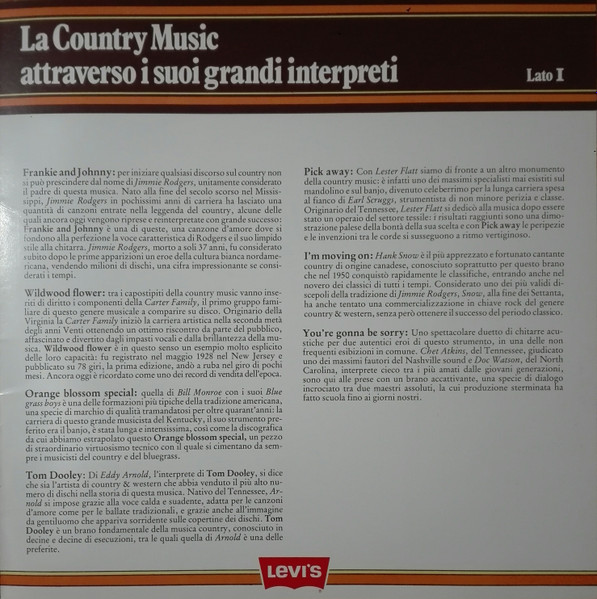 La Country Music
attraverso i suoi grandi interpreti
Lato I
Frankie and Johnny: per iniziare qualsiasi discorso sul country non
si può prescindere dal nome di Jimmie Rodgers, unitamente considerato
il padre di questa musica. Nato alla fine del secolo scorso nel Missis-
sippi, Jimmie Rodgers in pochissimi anni di carriera ha lasciato una
quantità di canzoni entrate nella leggenda del country, alcune delle
quali ancora oggi vengono riprese e reinterpretate con grande successo:
Frankie and Johnny è una di queste, una canzone d'amore dove si
fondono alla perfezione la voce caratteristica di Rodgers e il suo limpido
stile alla chitarra. Jimmie Rodgers, morto a soli 37 anni, fu considerato
subito dopo le prime apparizioni un eroe della cultura bianca nordame-
ricana, vendendo milioni di dischi, una cifra impressionante se consi-
derati i tempi.
Wildwood flower: tra i capostipiti della country music vanno inse-
riti di diritto i componenti della Carter Family, il primo gruppo fami-
liare di questo genere musicale a comparire su disco. Originario della
Virginia la Carter Family iniziò la carriera artistica nella seconda metà
degli anni Venti ottenendo un ottimo riscontro da parte del pubblico,
affascinato e divertito dagli impasti vocali e dalla brillantezza della mu-
sica. Wildwood flower è in questo senso un esempio molto esplicito
delle loro capacità: fu registrato nel maggio 1928 nel New Jersey e
pubblicato su 78 giri, la prima edizione, andò a ruba nel giro di pochi
mesi. Ancora oggi è ricordato come uno dei record di vendita dell'epoca.
Orange blossom special: quella di Bill Monroe con i suoi Blue
grass boys è una delle formazioni più tipiche della tradizione americana,
una specie di marchio di qualità tramandatosi per oltre quarant'anni: la
carriera di questo grande musicista del Kentucky, il suo strumento pre-
ferito era il banjo, è stata lunga e intensissima, così come la discografica
da cui abbiamo estrapolato questo Orange blossom special, un pezzo
di straordinario virtuosismo tecnico con il quale si cimentano da sem-
pre i musicisti del country e del bluegrass.
Tom Dooley: Di Eddy Arnold, l'interprete di Tom Dooley, si dice
che sia l'artista di country & western che abbia venduto il più alto nu-
mero di dischi nella storia di questa musica. Nativo del Tennessee, Ar-
nold si impose grazie alla voce calda e suadente, adatta per le canzoni
d'amore come per le ballate tradizionali, e grazie anche all'immagine
da gentiluomo che appariva sorridente sulle copertine dei dischi. Tom
Dooley è un brano fondamentale della musica country, conosciuto in
decine e decine di esecuzioni, tra le quali quella di Arnold è una delle
preferite.
Pick away: Con Lester Flatt siamo di fronte a un altro monumento
della country music: è infatti uno dei massimi specialisti mai esistiti sul
mandolino e sul banjo, divenuto celeberrimo per la lunga carriera spesa
al fianco di Earl Scruggs, strumentista di non minore perizia e classe.
Originario del Tennessee, Lester Flatt si dedicò alla musica dopo essere
stato un operaio del settore tessile: i risultati raggiunti sono una dimo-
strazione palese della bontà della sua scelta e con Pick away le peripezie
e le invenzioni tra le corde si susseguono a ritmo vertiginoso.
I'm moving on: Hank Snow è il più apprezzato e fortunato cantante
country di origine canadese, conosciuto soprattutto per questo brano
che nel 1950 conquistò rapidamente le classifiche, entrando anche nel
novero dei classici di tutti i tempi. Considerato uno dei più validi di-
scepoli della tradizione di Jimmie Rodgers, Snow, alla fine dei Settanta,
ha anche tentato una commercializzazione in chiave rock del genere
country & western, senza però ottenere il successo del periodo classico.
You're gonna be sorry: Uno spettacolare duetto di chitarre acu-
stiche per due autentici eroi di questo strumento, in una delle non
frequenti esibizioni in comune. Chet Atkins, del Tennessee, giudicato
uno dei massimi fautori del Nashville sound e Doc Watson, del North
Carolina, interprete cieco tra i più amati dalle giovani generazioni,
sono qui alle prese con un brano accattivante, una specie di dialogo
incrociato tra due maestri assoluti, la cui produzione sterminata ha
fatto scuola fino ai giorni nostri.
LEVI'S